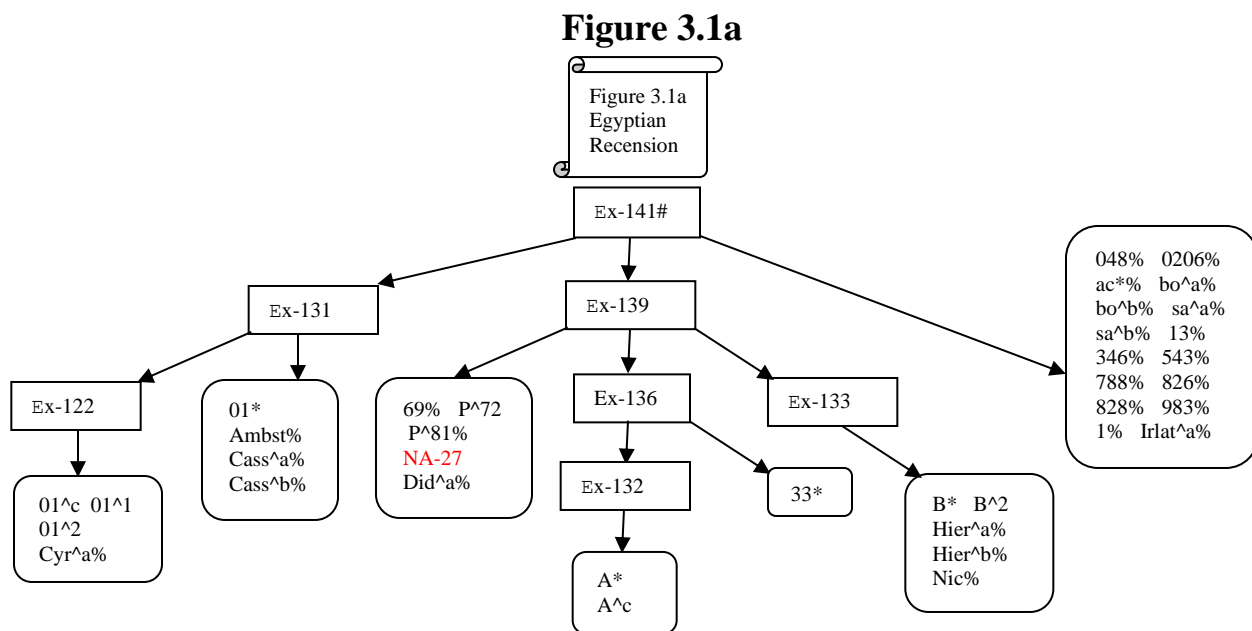 Figure 3.1a
Figure 3.1a
Egyptian
Recension
Ex-141#
048% 0206%
ac*% bo^a%
bo^b% sa^a%
sa^b% 13%
346% 543%
788% 826%
828% 983%
1% Irlat^a%
Ex-131
Ex-139
Ex-122
01*
Ambst%
Cass^a%
Cass^b%
69% P^72
P^81%
NA-27
Did^a%
Ex-136
Ex-133
01^c 01^1
01^2
Cyr^a%
Ex-132
33*
B* B^2
Hier^a%
Hier^b%
Nic%
A*
A^c